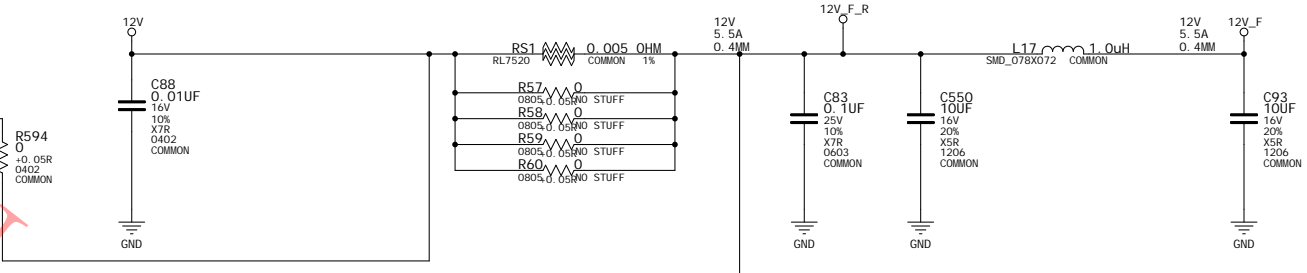 12V
C88
0.01UF
16V
10%
X7R
0402
COMMON
GND
R594
0
+0.05R
0402
COMMON
RS1
0.005 OHM
RL7520
COMMON
1%
R57
0
0805
+0.05R
NO STUFF
R58
0
0805
+0.05R
NO STUFF
R59
0
0805
+0.05R
NO STUFF
R60
0
0805
+0.05R
NO STUFF
12V
5.5A
0.4MM
12V_F_R
C83
0.1UF
25V
10%
X7R
0603
COMMON
GND
C550
10UF
16V
20%
X5R
1206
COMMON
GND
L17
1.0uH
SMD_078X072
COMMON
12V
5.5A
0.4MM
12V_F
C93
10UF
16V
20%
X5R
1206
COMMON
GND